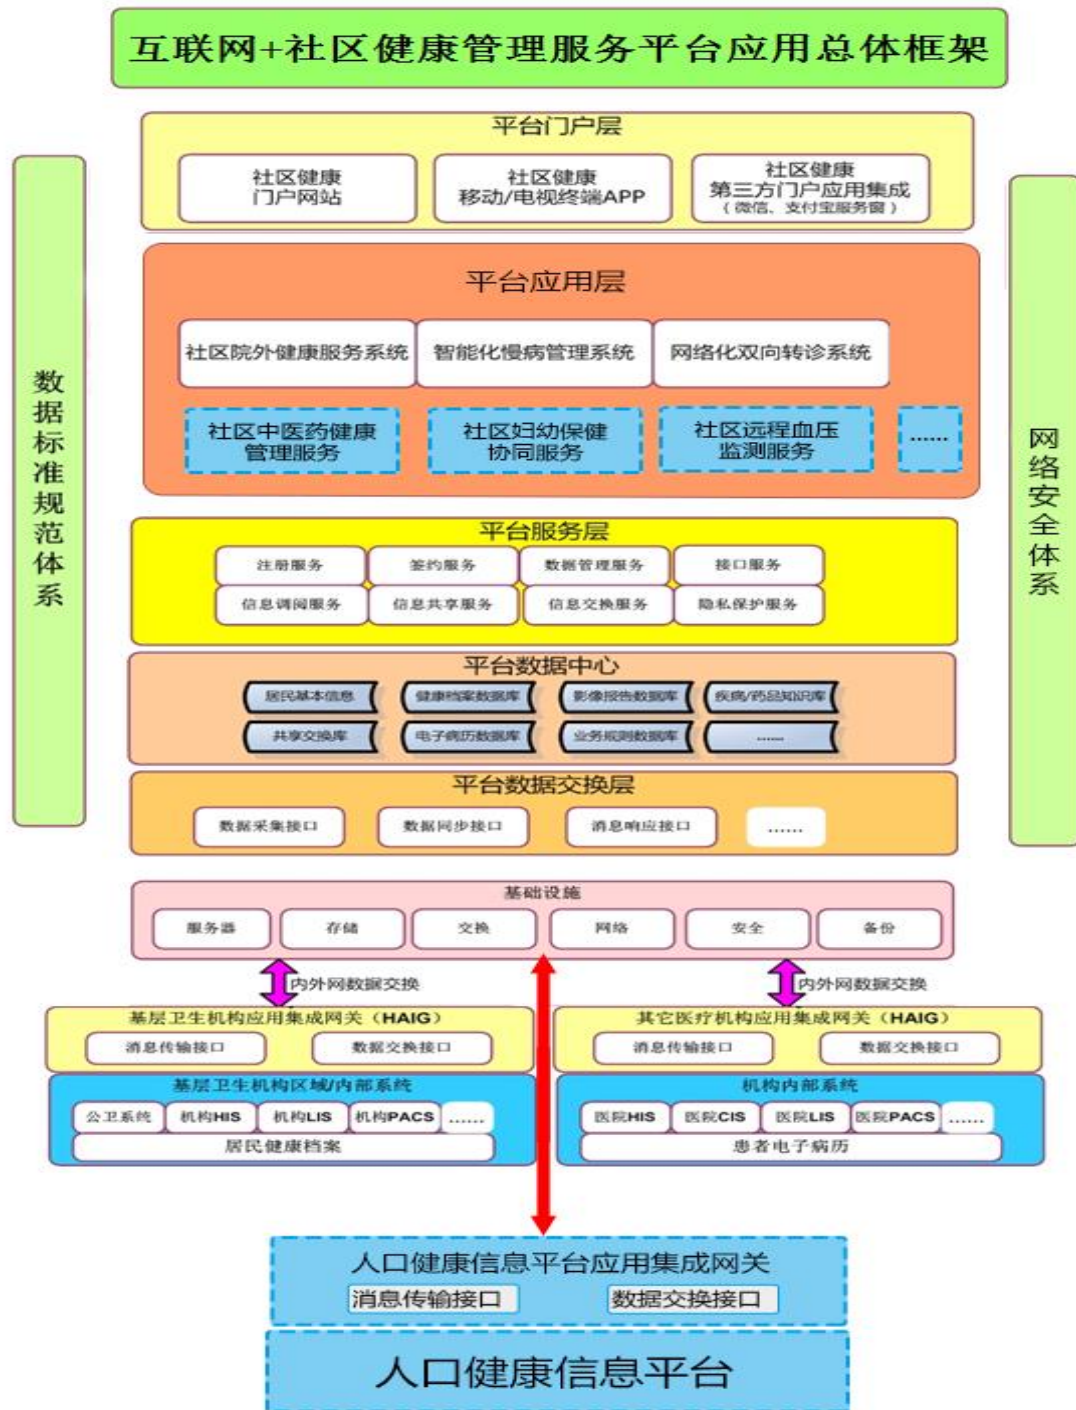 互联网+社区健康管理服务平台应用总体框架
平台门户层
社区健康
门户网站
社区健康
移动/电视终端APP
社区健康
第三方门户应用集成
（微信、支付宝服务窗）
数据标准规范体系
网络安全体系
平台应用层
社区院外健康服务系统
智能化慢病管理系统
网络化双向转诊系统
社区中医药健康
管理服务
社区妇幼保健
协同服务
社区远程血压
监测服务
......
平台服务层
注册服务
签约服务
数据管理服务
接口服务
信息调阅服务
信息共享服务
信息交换服务
隐私保护服务
平台数据中心
居民基本信息
健康档案数据库
影像报告数据库
疾病/药品知识库
共享交换库
电子病历数据库
业务规则数据库
......
平台数据交换层
数据采集接口
数据同步接口
消息响应接口
......
基础设施
服务器
存储
交换
网络
安全
备份
内外网数据交换
内外网数据交换
基层卫生机构应用集成网关（HAIG）
消息传输接口
数据交换接口
其它医疗机构应用集成网关（HAIG）
消息传输接口
数据交换接口
基层卫生机构区域/内部系统
公卫系统
机构HIS
机构LIS
机构PACS
......
居民健康档案
机构内部系统
医院HIS
医院CIS
医院LIS
医院PACS
......
患者电子病历
人口健康信息平台应用集成网关
消息传输接口
数据交换接口
人口健康信息平台